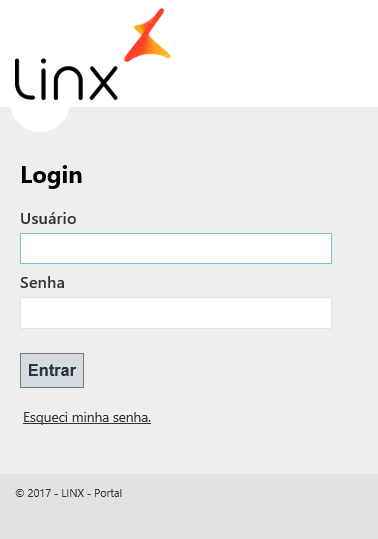 Linx
Login
Usuário
Senha
Entrar
Esqueci minha senha.
© 2017 - LINX - Portal